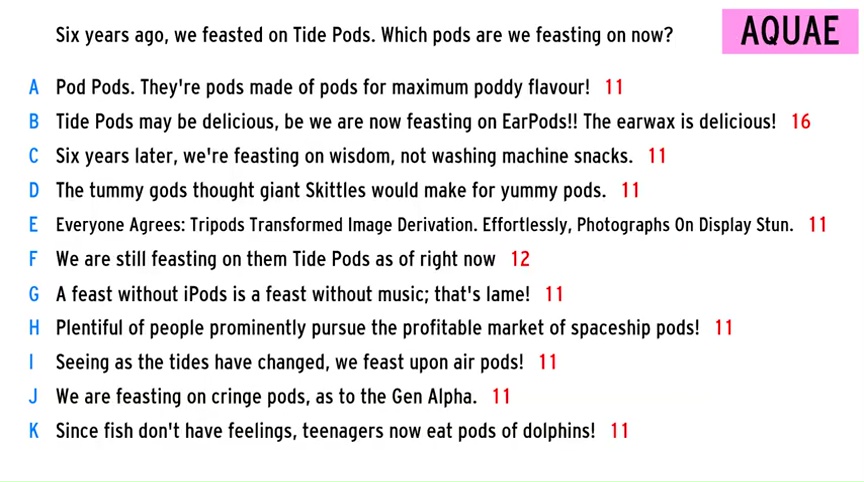 Six years ago, we feasted on Tide Pods. Which pods are we feasting on now?
AQUAE
A Pod Pods. They're pods made of pods for maximum poddy flavour! 11
B Tide Pods may be delicious, be we are now feasting on EarPods!! The earwax is delicious! 16
C Six years later, we're feasting on wisdom, not washing machine snacks. 11
D The tummy gods thought giant Skittles would make for yummy pods. 11
E Everyone Agrees: Tripods Transformed Image Derivation. Effortlessly, Photographs On Display Stun. 11
F We are still feasting on them Tide Pods as of right now 12
G A feast without iPods is a feast without music; that's lame! 11
H Plentiful of people prominently pursue the profitable market of spaceship pods! 11
I Seeing as the tides have changed, we feast upon air pods! 11
J We are feasting on cringe pods, as to the Gen Alpha. 11
K Since fish don't have feelings, teenagers now eat pods of dolphins! 11